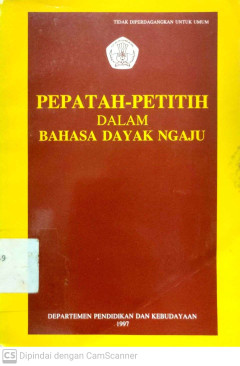 TIDAK DIPERDAGANGKAN UNTUK UMUM
PEPATAH-PETITIH
DALAM
BAHASA DAYAK NGAJU
9
DEPARTEMEN PENDIDIKAN DAN KEBUDAYAAN
1997
CS Dipindai dengan CamScanner